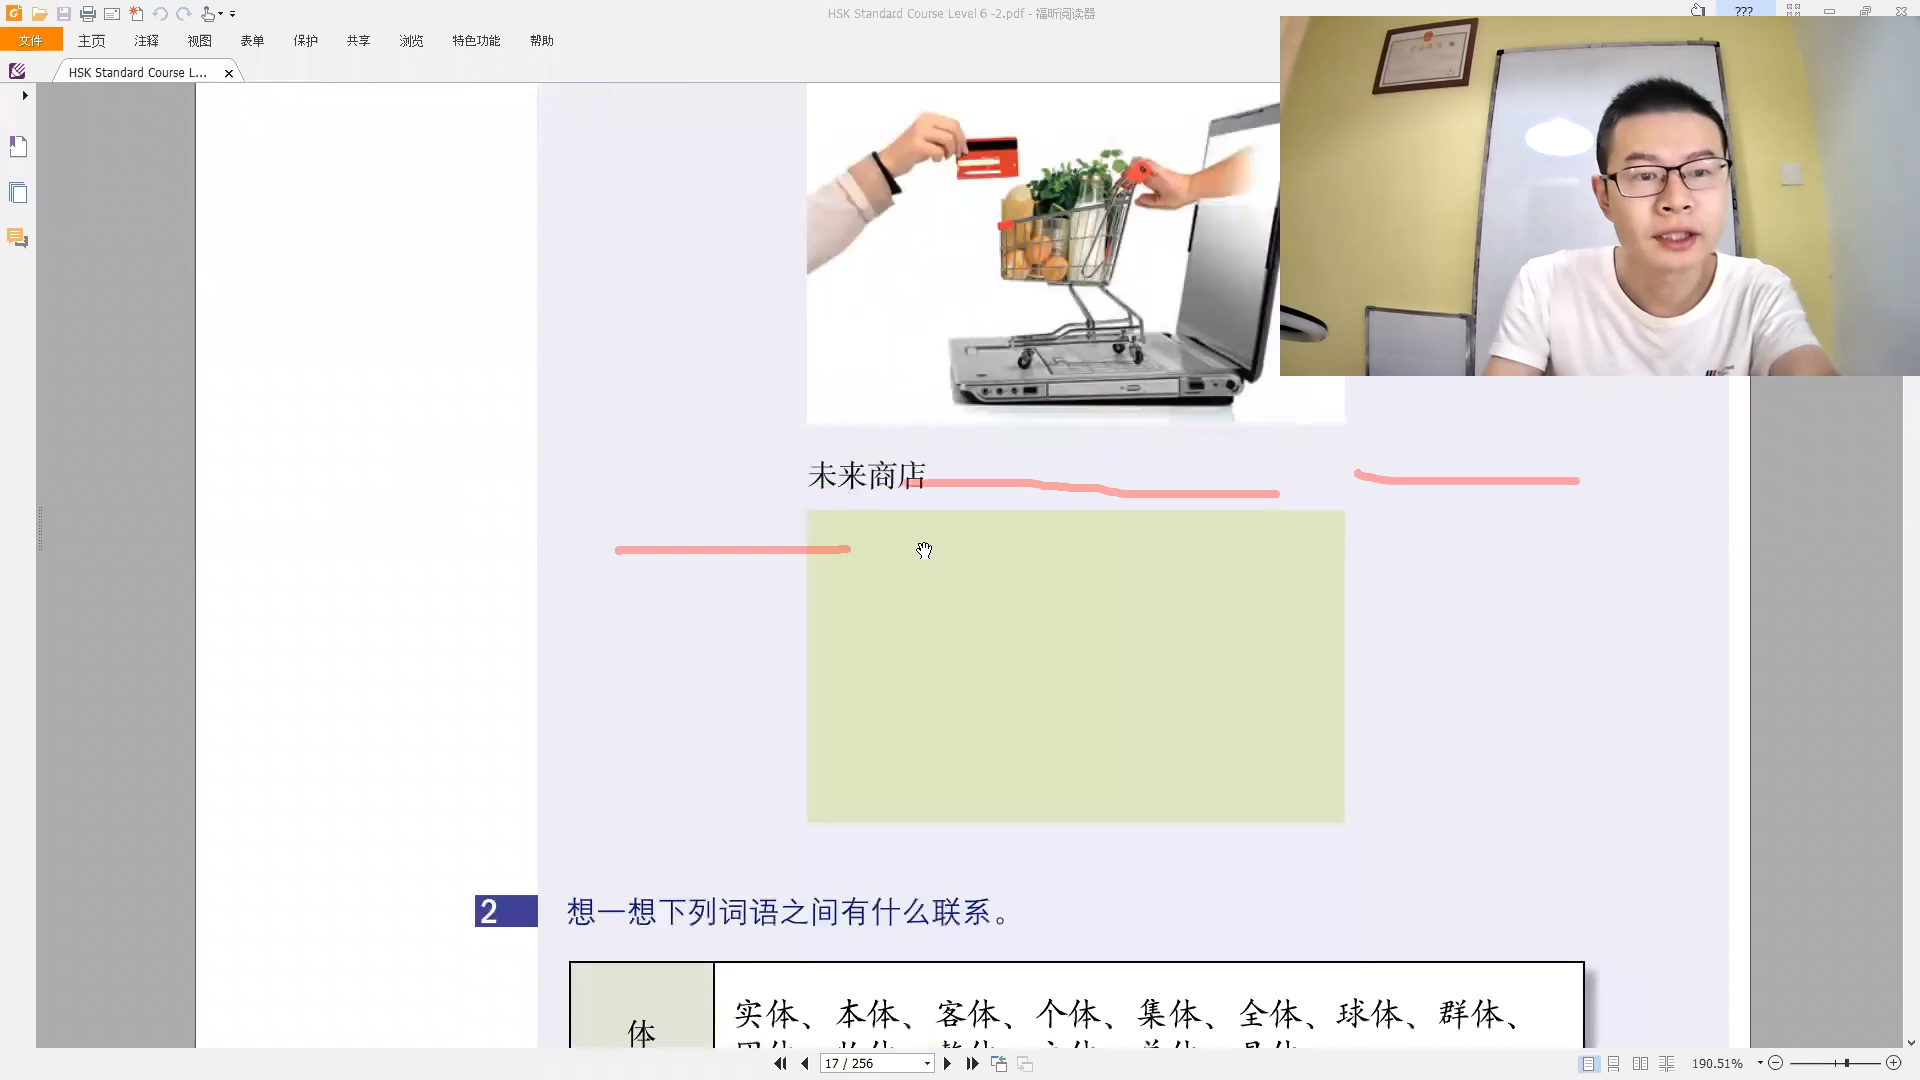 HSK Standard Course Level 6 -2.pdf - 福昕阅读器
???
文件 主页 注释 视图 表单 保护 共享 浏览 特色功能 帮助
HSK Standard Course L...
未来商店
2 想一想下列词语之间有什么联系。
体
实体、本体、客体、个体、集体、全体、球体、群体、
17 / 256
190.51%